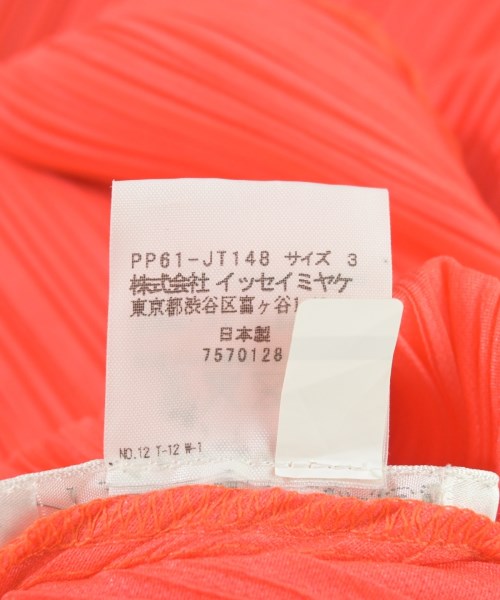 PP61-JT148 サイズ 3
株式会社 イッセイミヤケ
東京都渋谷区富ヶ谷1
日本製
7570128
NO.12 T-12 W-1